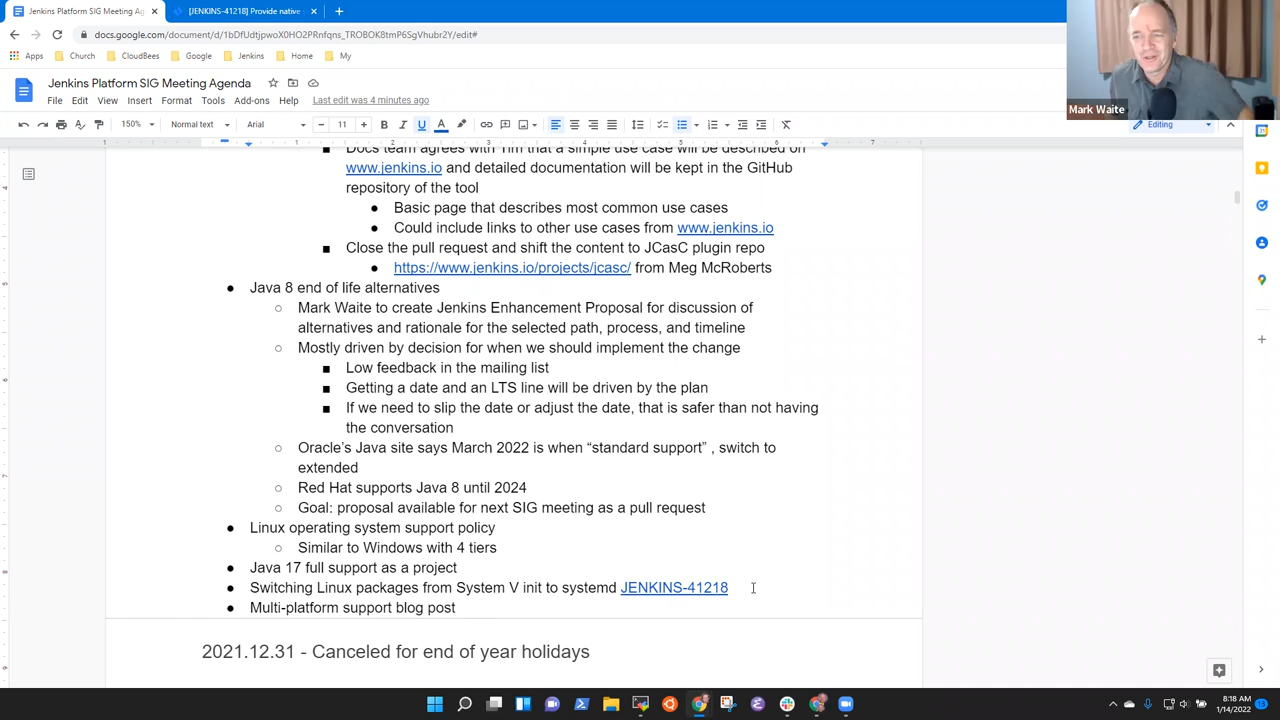 Jenkins Platform SIG Meeting Ag
[JENKINS-41218] Provide native
docs.google.com/document/d/1bDfUdtjpwoX0HO2PRnfqns_TROBOK8tmP6SgVhubr2Y/edit#
Apps Church CloudBees Google Jenkins Home My
Jenkins Platform SIG Meeting Agenda
File Edit View Insert Format Tools Add-ons Help Last edit was 4 minutes ago
150% Normal text Arial 11 Editing
Mark Waite
1 1 2 3 4 5 6 7
Docs team agrees with Tim that a simple use case will be described on
www.jenkins.io and detailed documentation will be kept in the GitHub
repository of the tool
Basic page that describes most common use cases
Could include links to other use cases from www.jenkins.io
Close the pull request and shift the content to JCasC plugin repo
https://www.jenkins.io/projects/jcasc/ from Meg McRoberts
Java 8 end of life alternatives
Mark Waite to create Jenkins Enhancement Proposal for discussion of
alternatives and rationale for the selected path, process, and timeline
Mostly driven by decision for when we should implement the change
Low feedback in the mailing list
Getting a date and an LTS line will be driven by the plan
If we need to slip the date or adjust the date, that is safer than not having
the conversation
Oracle’s Java site says March 2022 is when “standard support” , switch to
extended
Red Hat supports Java 8 until 2024
Goal: proposal available for next SIG meeting as a pull request
Linux operating system support policy
Similar to Windows with 4 tiers
Java 17 full support as a project
Switching Linux packages from System V init to systemd JENKINS-41218
Multi-platform support blog post
2021.12.31 - Canceled for end of year holidays
8:18 AM
1/14/2022